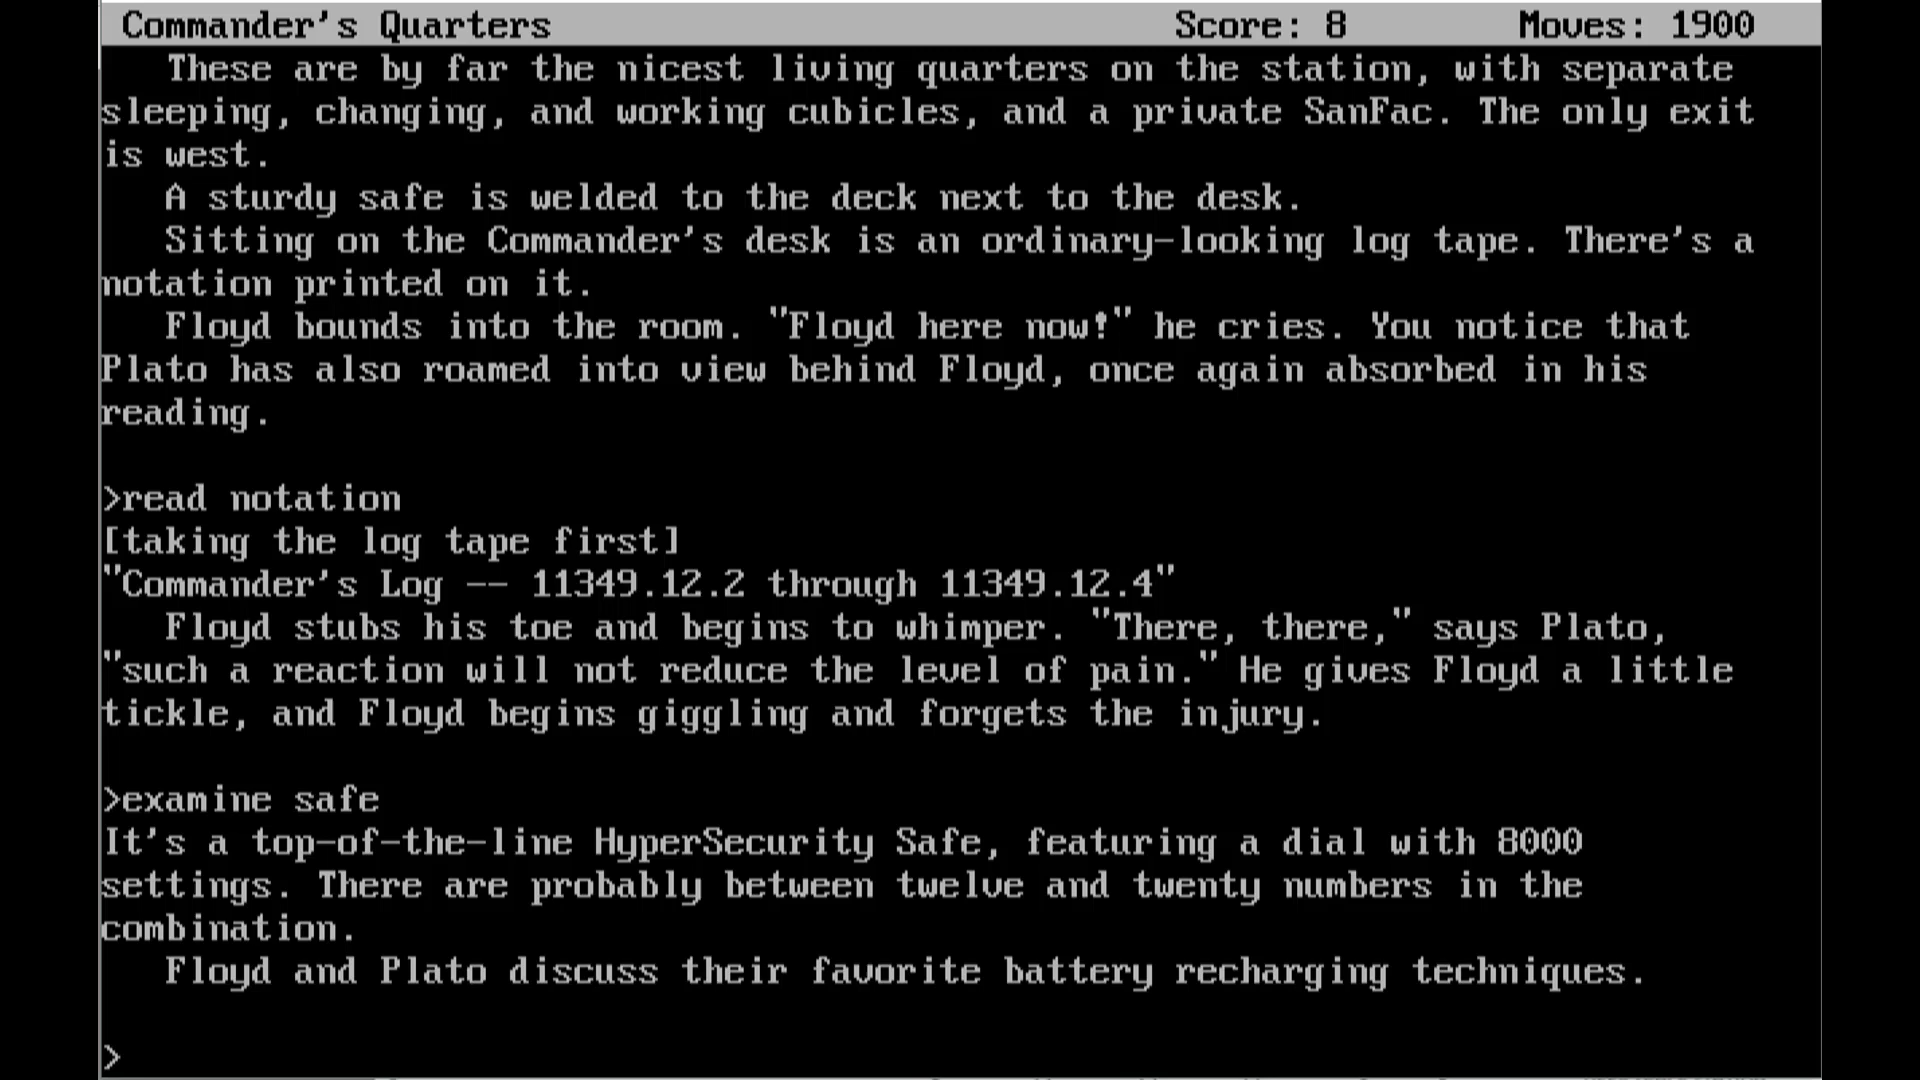 Commander's Quarters Score: 8 Moves: 1900
These are by far the nicest living quarters on the station, with separate
sleeping, changing, and working cubicles, and a private SanFac. The only exit
is west.
A sturdy safe is welded to the deck next to the desk.
Sitting on the Commander's desk is an ordinary-looking log tape. There's a
notation printed on it.
Floyd bounds into the room. "Floyd here now!" he cries. You notice that
Plato has also roamed into view behind Floyd, once again absorbed in his
reading.
>read notation
[taking the log tape first]
"Commander's Log -- 11349.12.2 through 11349.12.4"
Floyd stubs his toe and begins to whimper. "There, there," says Plato,
"such a reaction will not reduce the level of pain." He gives Floyd a little
tickle, and Floyd begins giggling and forgets the injury.
>examine safe
It's a top-of-the-line HyperSecurity Safe, featuring a dial with 8000
settings. There are probably between twelve and twenty numbers in the
combination.
Floyd and Plato discuss their favorite battery recharging techniques.
>